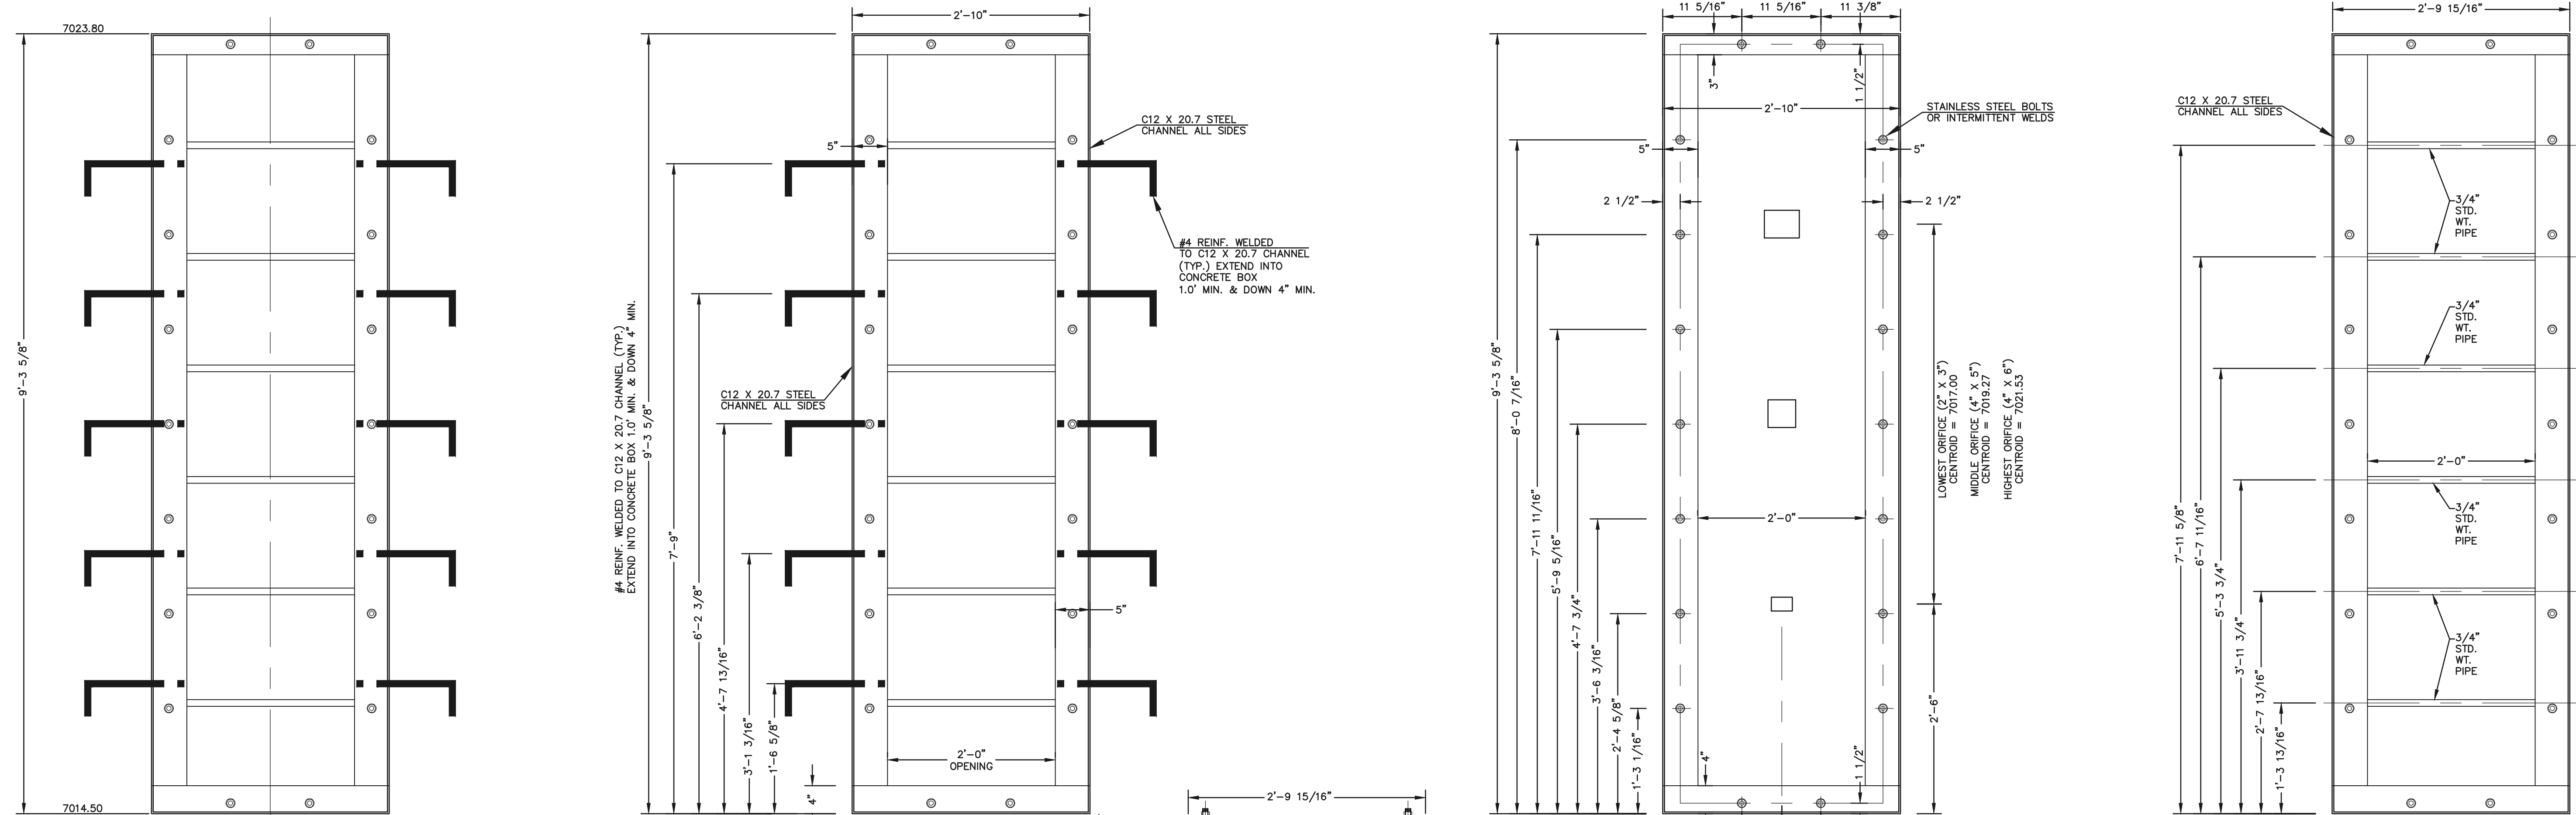 7023.80
9'-3 5/8"
7014.50
2'-10"
C12 X 20.7 STEEL
CHANNEL ALL SIDES
5"
#4 REINF. WELDED
TO C12 X 20.7 CHANNEL
(TYP.) EXTEND INTO
CONCRETE BOX
1.0' MIN. & DOWN 4" MIN.
#4 REINF. WELDED TO C12 X 20.7 CHANNEL (TYP.)
EXTEND INTO CONCRETE BOX 1.0' MIN. & DOWN 4" MIN.
9'-3 5/8"
7'-9"
6'-2 3/8"
4'-7 13/16"
3'-1 3/16"
1'-6 5/8"
4"
C12 X 20.7 STEEL
CHANNEL ALL SIDES
5"
2'-0"
OPENING
2'-9 15/16"
11 5/16"
11 5/16"
11 3/8"
3"
1 1/2"
2'-10"
STAINLESS STEEL BOLTS
OR INTERMITTENT WELDS
5"
5"
2 1/2"
2 1/2"
9'-3 5/8"
8'-0 7/16"
7'-11 11/16"
5'-9 5/16"
4'-7 3/4"
3'-6 3/16"
2'-4 5/8"
1'-3 1/16"
2'-0"
LOWEST ORIFICE (2" X 3")
CENTROID = 7017.00
MIDDLE ORIFICE (4" X 5")
CENTROID = 7019.27
HIGHEST ORIFICE (4" X 6")
CENTROID = 7021.53
2'-6"
4"
1 1/2"
2'-9 15/16"
C12 X 20.7 STEEL
CHANNEL ALL SIDES
3/4"
STD.
WT.
PIPE
3/4"
STD.
WT.
PIPE
2'-0"
3/4"
STD.
WT.
PIPE
3/4"
STD.
WT.
PIPE
7'-11 5/8"
6'-7 11/16"
5'-3 3/4"
3'-11 3/4"
2'-7 13/16"
1'-3 13/16"